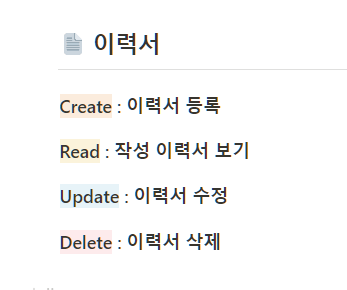 이력서
Create : 이력서 등록
Read : 작성 이력서 보기
Update : 이력서 수정
Delete : 이력서 삭제